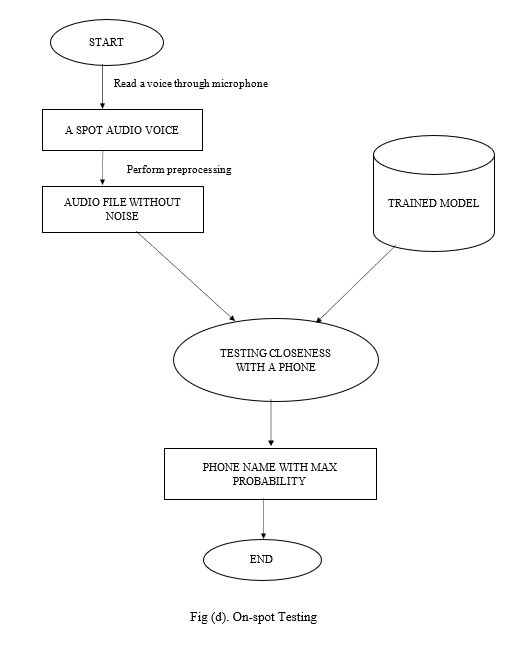 START
Read a voice through microphone
A SPOT AUDIO VOICE
Perform preprocessing
AUDIO FILE WITHOUT
NOISE
TRAINED MODEL
TESTING CLOSENESS
WITH A PHONE
PHONE NAME WITH MAX
PROBABILITY
END
Fig (d). On-spot Testing